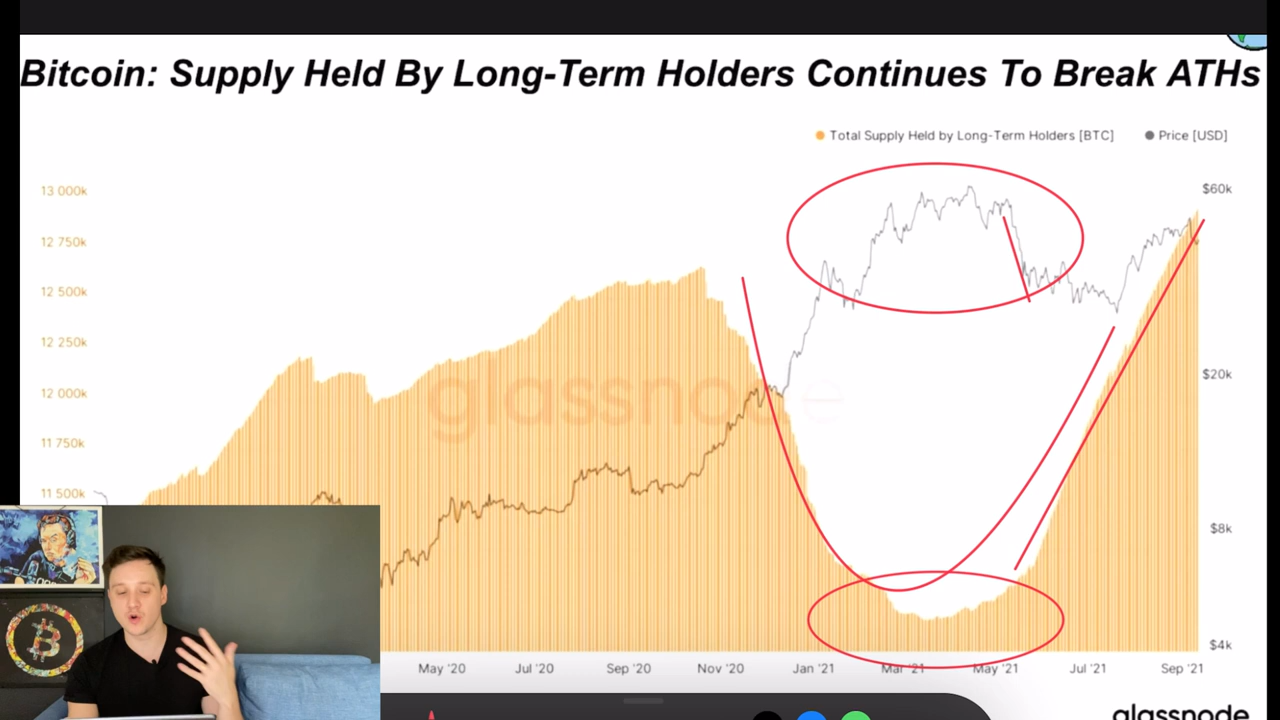 Bitcoin: Supply Held By Long-Term Holders Continues To Break ATHs
Total Supply Held by Long-Term Holders [BTC] Price [USD]
13 000k
12 750k
12 500k
12 250k
12 000k
11 750k
11 500k
$60k
$20k
$8k
$4k
glassnode
May '20 Jul '20 Sep '20 Nov '20 Jan '21 Mar '21 May '21 Jul '21 Sep '21
glassnode